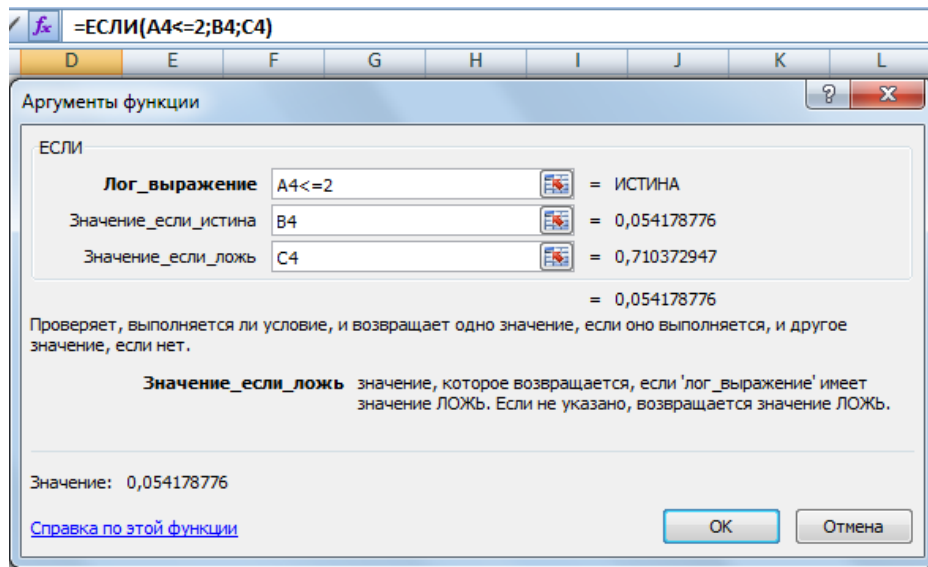 fx =ЕСЛИ(A4<=2;B4;C4)
D E F G H I J K L
Аргументы функции
ЕСЛИ
Лог_выражение A4<=2 = ИСТИНА
Значение_если_истина B4 = 0,054178776
Значение_если_ложь C4 = 0,710372947
= 0,054178776
Проверяет, выполняется ли условие, и возвращает одно значение, если оно выполняется, и другое
значение, если нет.
Значение_если_ложь значение, которое возвращается, если 'лог_выражение' имеет
значение ЛОЖЬ. Если не указано, возвращается значение ЛОЖЬ.
Значение: 0,054178776
Справка по этой функции
ОК Отмена